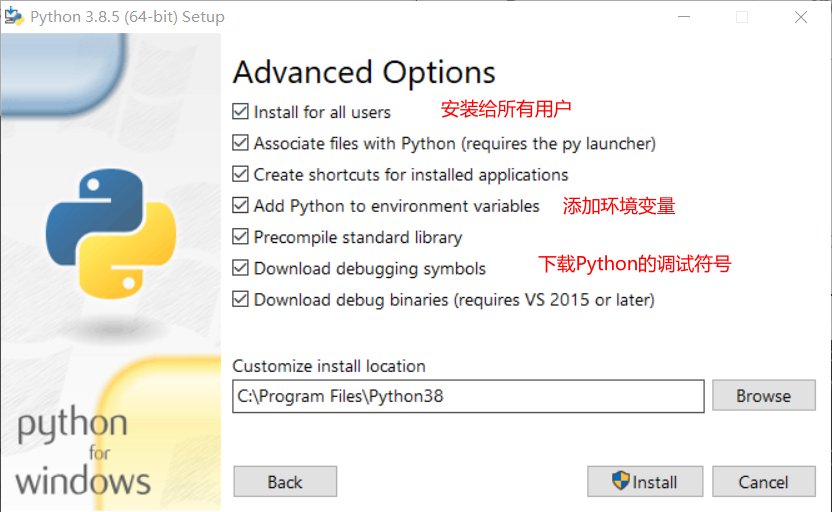 Python 3.8.5 (64-bit) Setup
Advanced Options
Install for all users 安装给所有用户
Associate files with Python (requires the py launcher)
Create shortcuts for installed applications
Add Python to environment variables 添加环境变量
Precompile standard library
Download debugging symbols 下载Python的调试符号
Download debug binaries (requires VS 2015 or later)
Customize install location
C:\Program Files\Python38 Browse
python
for
windows
Back Install Cancel